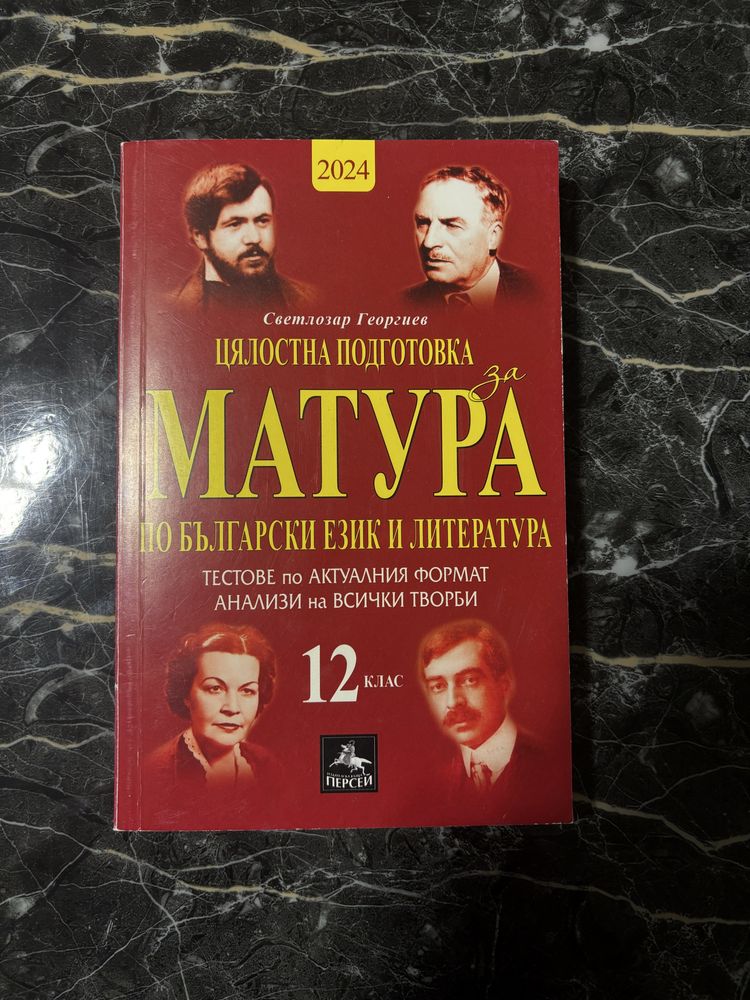 2024
Светлозар Георгиев
ЦЯЛОСТНА ПОДГОТОВКА
за
МАТУРА
ПО БЪЛГАРСКИ ЕЗИК И ЛИТЕРАТУРА
ТЕСТОВЕ по АКТУАЛНИЯ ФОРМАТ
АНАЛИЗИ на ВСИЧКИ ТВОРБИ
12 КЛАС
ПЕРСЕЙ